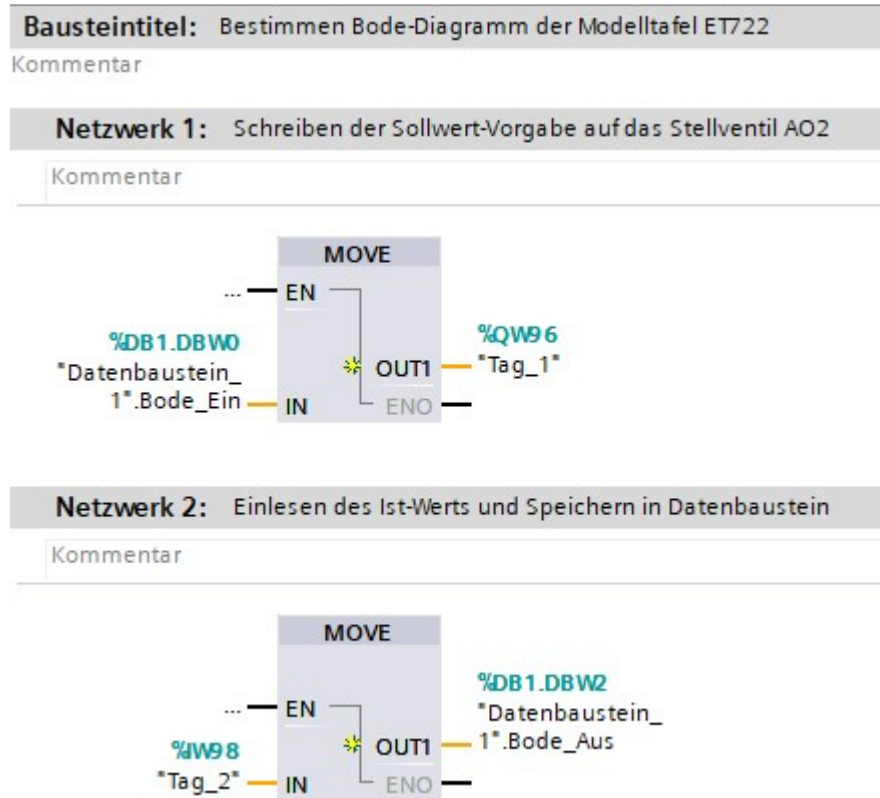 Bausteintitel: Bestimmen Bode-Diagramm der Modelltafel ET722
Kommentar
Netzwerk 1: Schreiben der Sollwert-Vorgabe auf das Stellventil AO2
Kommentar
MOVE
... EN
%DB1.DBW0
"Datenbaustein_
1".Bode_Ein
IN
%QW96
"Tag_1"
OUT1
ENO
Netzwerk 2: Einlesen des Ist-Werts und Speichern in Datenbaustein
Kommentar
MOVE
... EN
%IW98
"Tag_2"
IN
%DB1.DBW2
"Datenbaustein_
1".Bode_Aus
OUT1
ENO